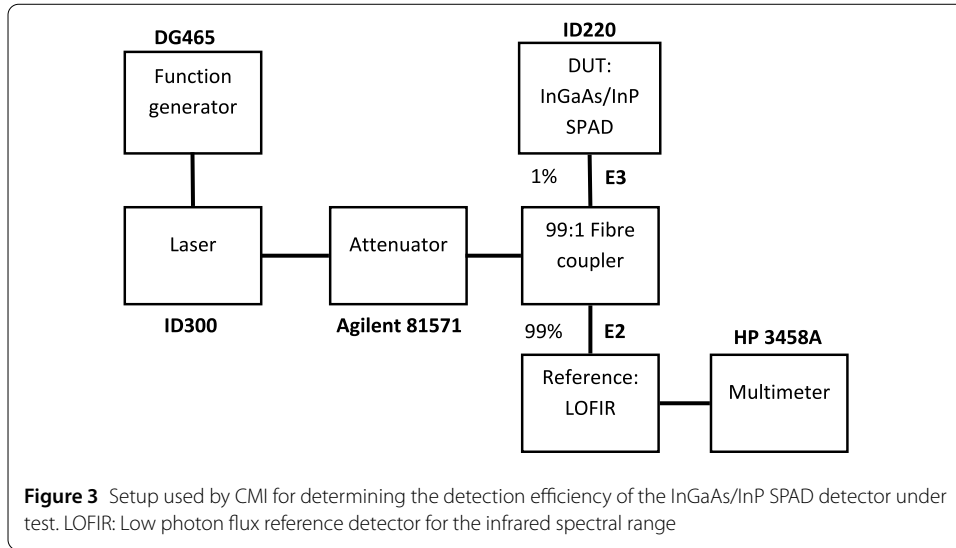 DG465
Function
generator
ID220
DUT:
InGaAs/InP
SPAD
1%
E3
Laser
ID300
Attenuator
Agilent 81571
99:1 Fibre
coupler
99%
E2
Reference:
LOFIR
HP 3458A
Multimeter
Figure 3 Setup used by CMI for determining the detection efficiency of the InGaAs/InP SPAD detector under
test. LOFIR: Low photon flux reference detector for the infrared spectral range